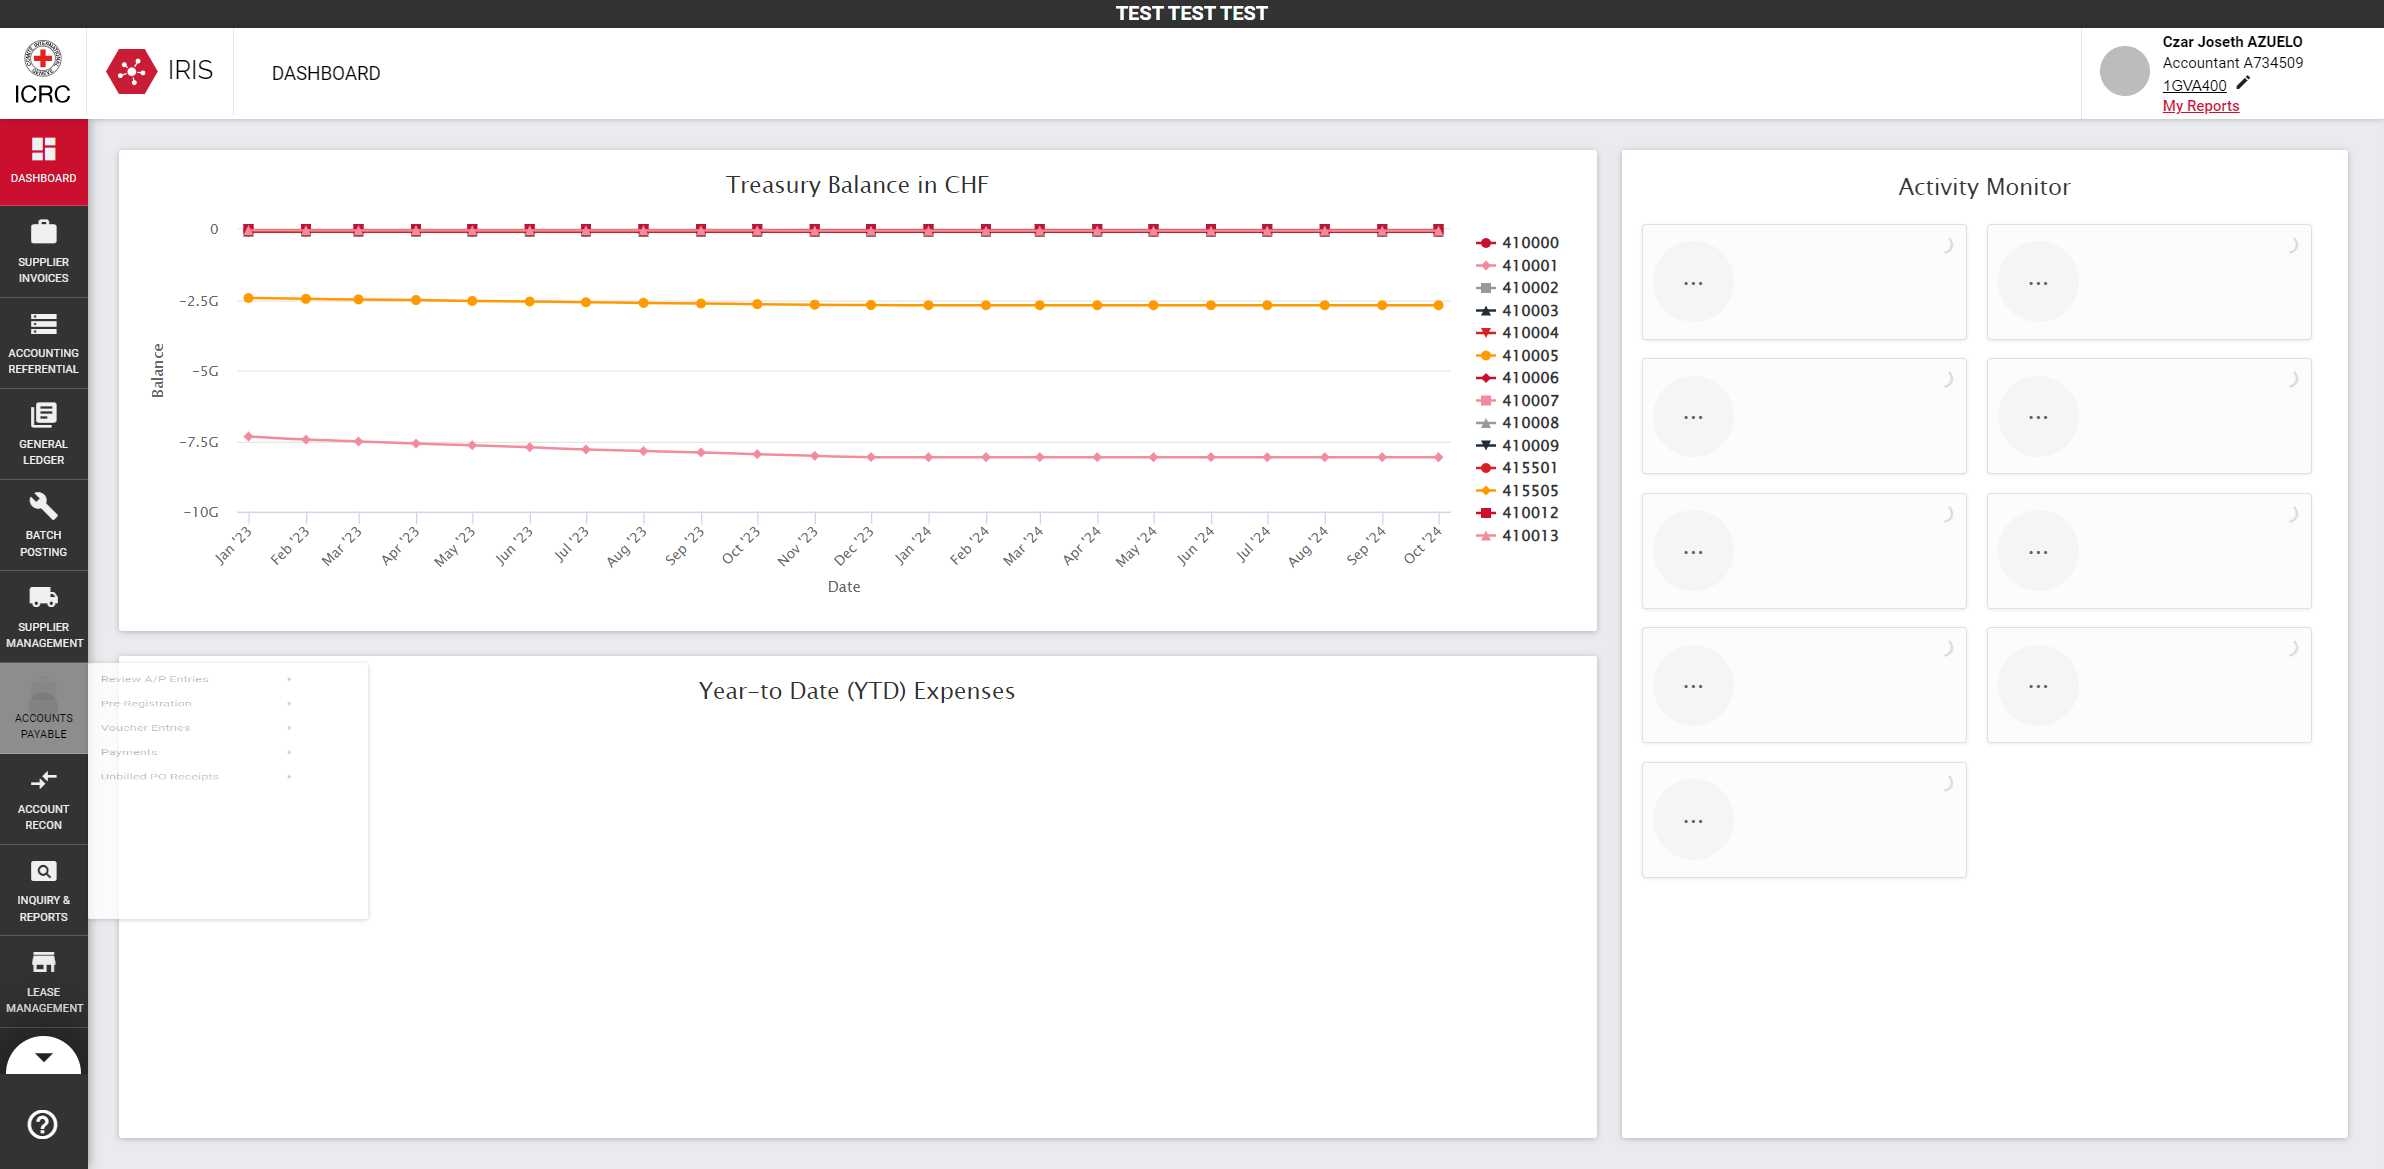 TEST TEST TEST
ICRC
IRIS
DASHBOARD
Czar Joseth AZUELO
Accountant A734509
1GVA400
My Reports
DASHBOARD
SUPPLIER
INVOICES
ACCOUNTING
REFERENTIAL
GENERAL
LEDGER
BATCH
POSTING
SUPPLIER
MANAGEMENT
ACCOUNTS
PAYABLE
ACCOUNT
RECON
INQUIRY &
REPORTS
LEASE
MANAGEMENT
Treasury Balance in CHF
0
-2.5G
-5G
-7.5G
-10G
Balance
Jan '23
Feb '23
Mar '23
Apr '23
May '23
Jun '23
Jul '23
Aug '23
Sep '23
Oct '23
Nov '23
Dec '23
Jan '24
Feb '24
Mar '24
Apr '24
May '24
Jun '24
Jul '24
Aug '24
Sep '24
Oct '24
Date
410000
410001
410002
410003
410004
410005
410006
410007
410008
410009
415501
415505
410012
410013
Review A/P Entries
Pre-Registration
Voucher Entries
Payments
Unbilled PO Receipts
Year-to Date (YTD) Expenses
Activity Monitor
...
...
...
...
...
...
...
...
...